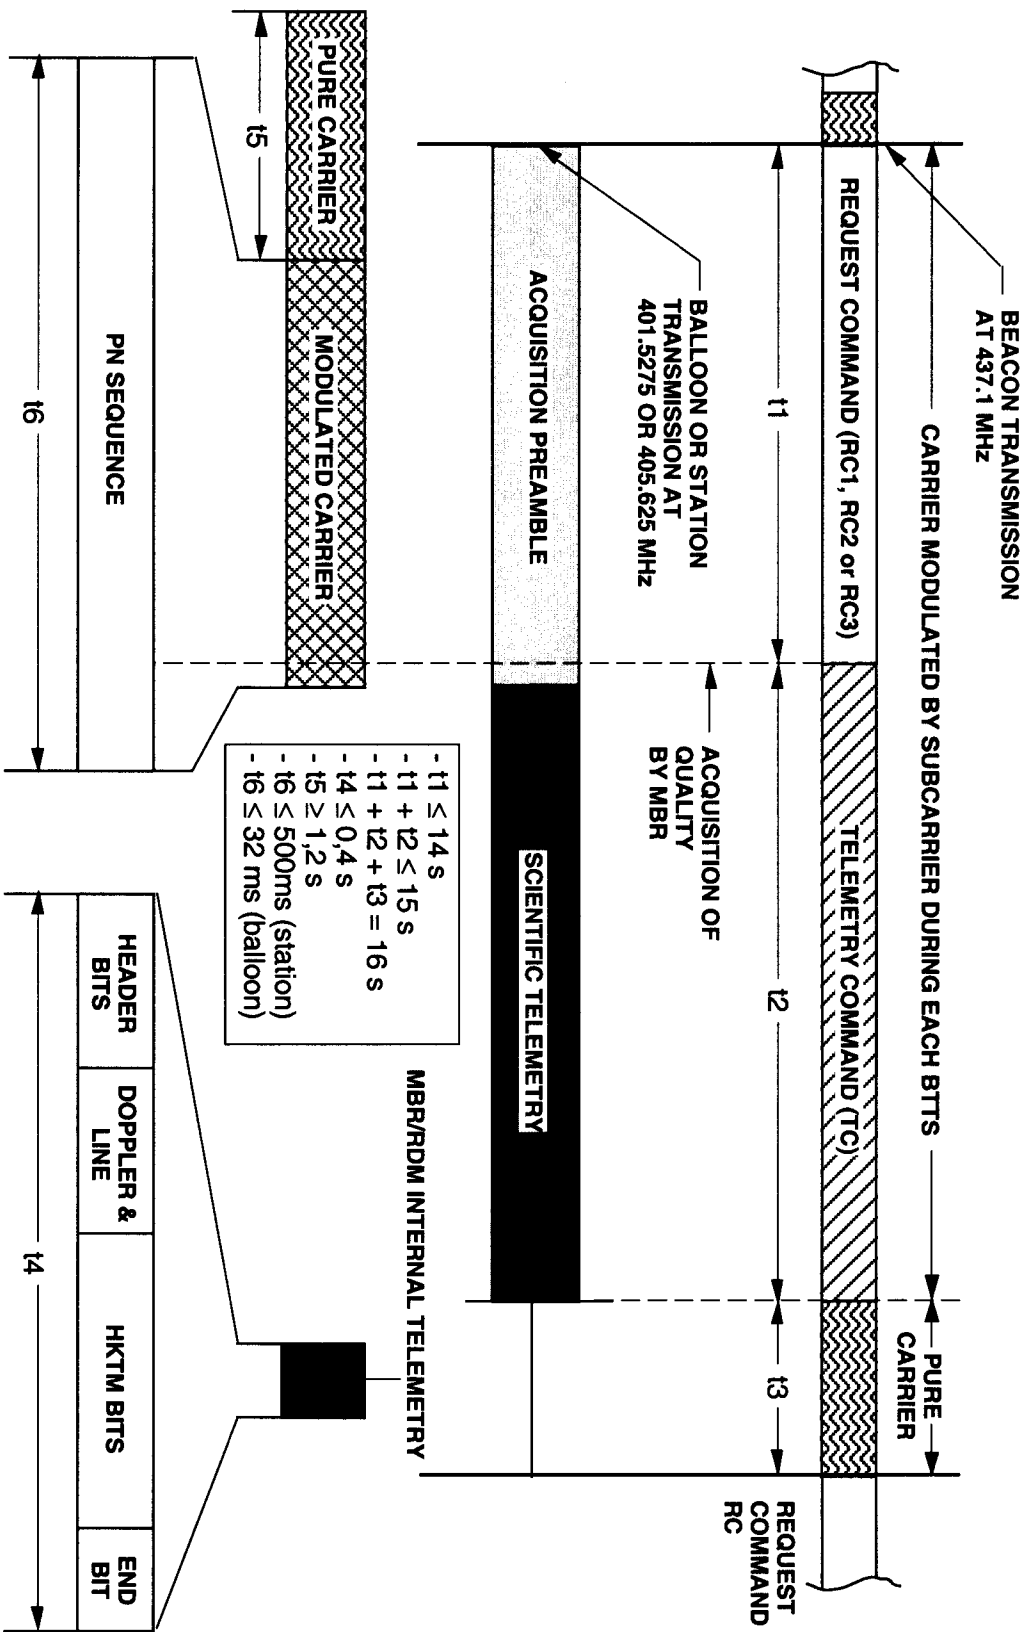 BEACON TRANSMISSION
AT 437.1 MHz
CARRIER MODULATED BY SUBCARRIER DURING EACH BTTS
PURE
CARRIER
REQUEST COMMAND (RC1, RC2 or RC3)
TELEMETRY COMMAND (TC)
t1
t2
t3
REQUEST
COMMAND
RC
BALLOON OR STATION
TRANSMISSION AT
401.5275 OR 405.625 MHz
ACQUISITION OF
QUALITY
BY MBR
ACQUISITION PREAMBLE
SCIENTIFIC TELEMETRY
MBR/RDM INTERNAL TELEMETRY
- t1 ≤ 14 s
- t1 + t2 ≤ 15 s
- t1 + t2 + t3 = 16 s
- t4 ≤ 0,4 s
- t5 ≥ 1,2 s
- t6 ≤ 500ms (station)
- t6 ≤ 32 ms (balloon)
PURE CARRIER
MODULATED CARRIER
t5
PN SEQUENCE
t6
HEADER
BITS
DOPPLER &
LINE
HKTM BITS
END
BIT
t4